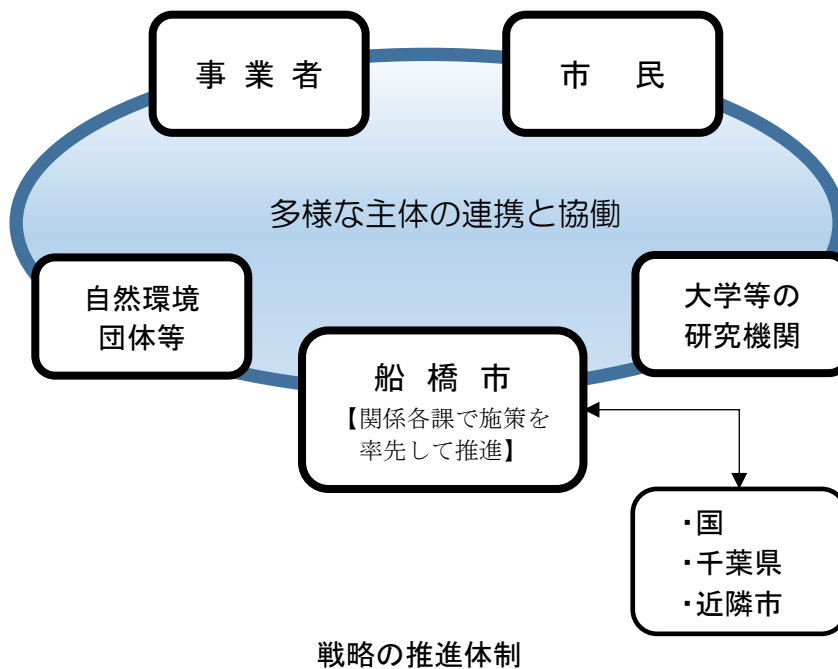 事 業 者
市 民
多様な主体の連携と協働
自然環境
団体等
大学等の
研究機関
船 橋 市
【関係各課で施策を
率先して推進】
・国
・千葉県
・近隣市
戦略の推進体制